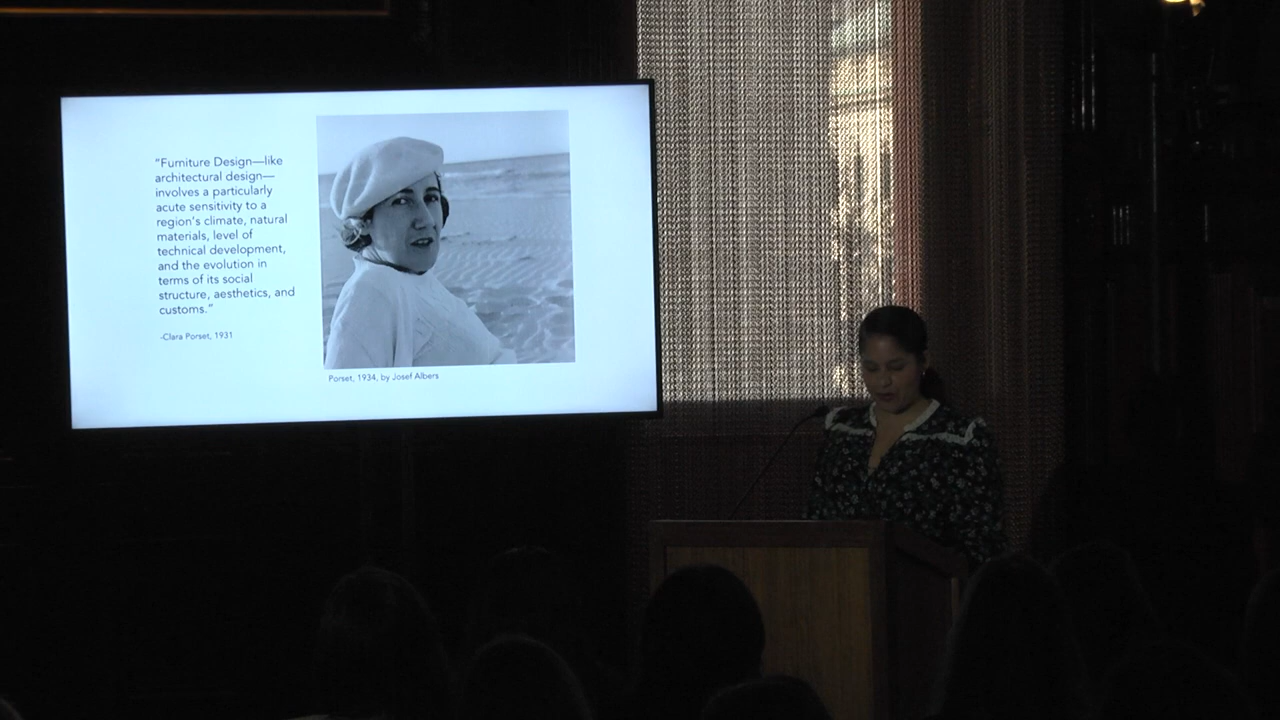 “Furniture Design—like
architectural design—
involves a particularly
acute sensitivity to a
region’s climate, natural
materials, level of
technical development,
and the evolution in
terms of its social
structure, aesthetics, and
customs.”
-Clara Porset, 1931
Porset, 1934, by Josef Albers